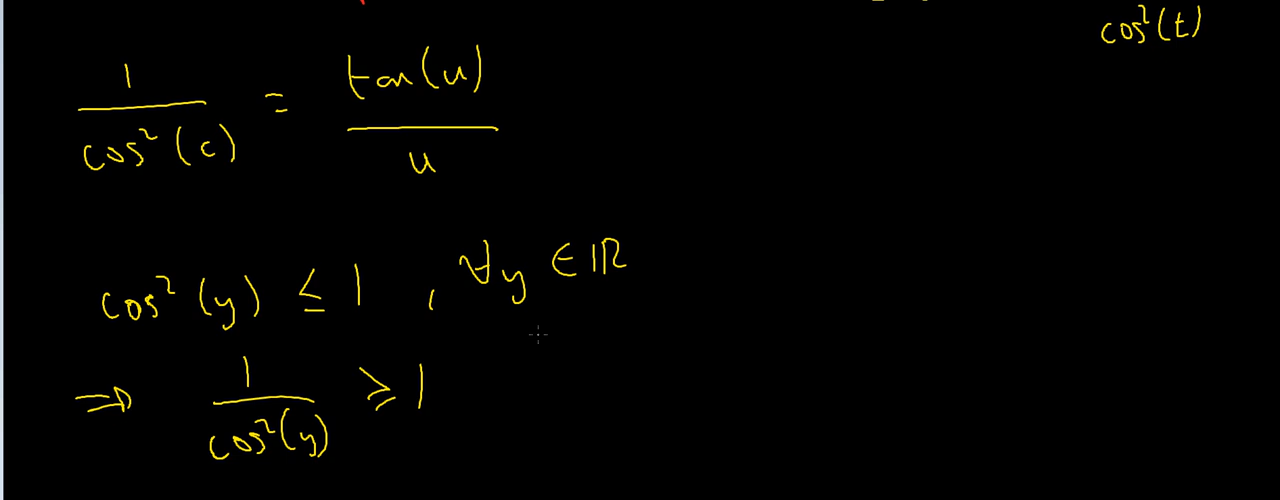 cos²(t)
1/cos²(c) = tan(u)/u
cos²(y) ≤ 1 , ∀y ∈ ℝ
⇒ 1/cos²(y) ≥ 1